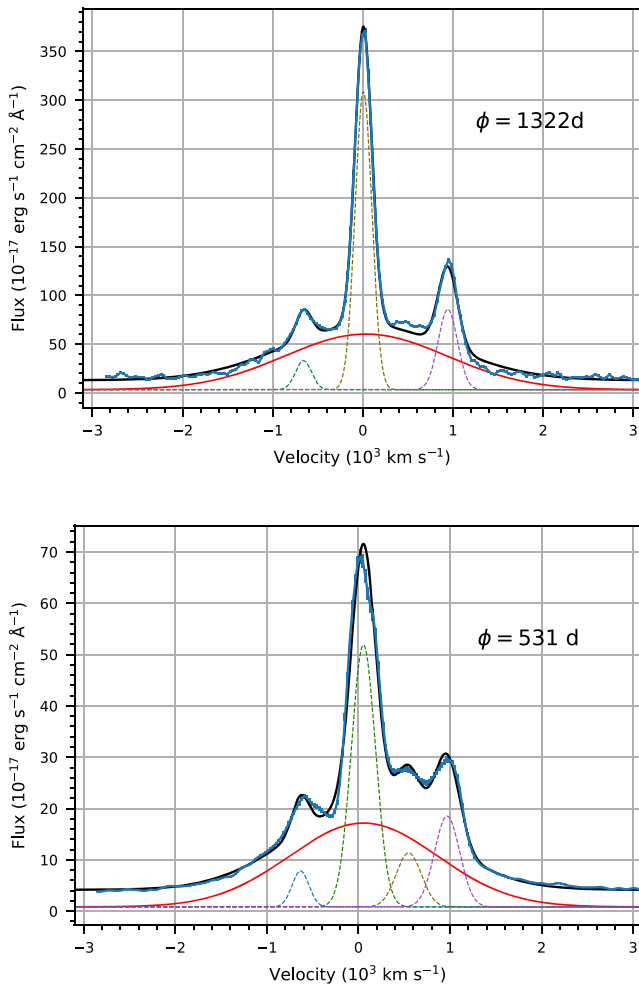 350
300
250
200
150
100
50
0
Flux (10⁻¹⁷ erg s⁻¹ cm⁻² Å⁻¹)
ϕ = 1322d
−3 −2 −1 0 1 2 3
Velocity (10³ km s⁻¹)
70
60
50
40
30
20
10
0
Flux (10⁻¹⁷ erg s⁻¹ cm⁻² Å⁻¹)
ϕ = 531 d
−3 −2 −1 0 1 2 3
Velocity (10³ km s⁻¹)